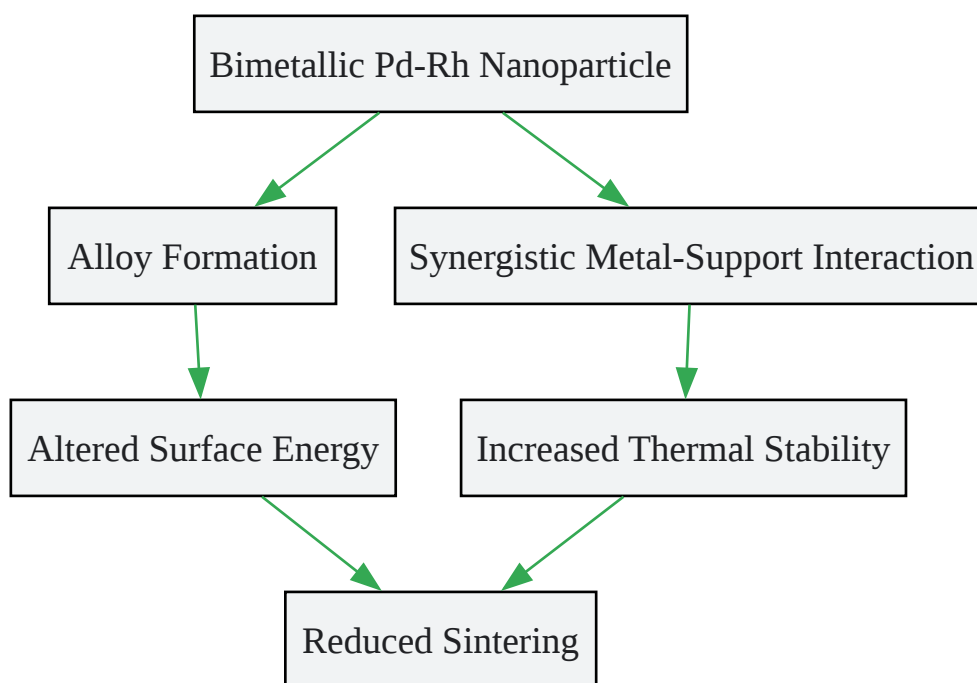 Bimetallic Pd-Rh Nanoparticle
Alloy Formation
Synergistic Metal-Support Interaction
Altered Surface Energy
Increased Thermal Stability
Reduced Sintering